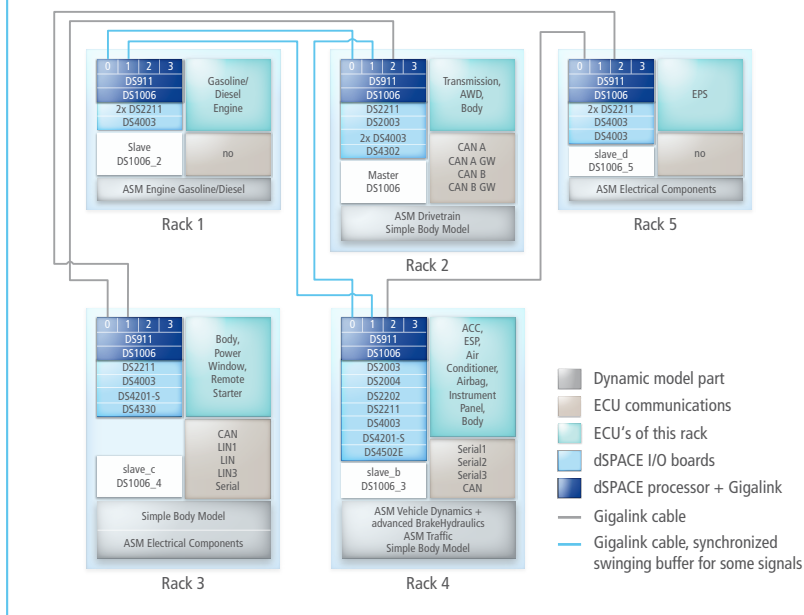 0 1 2 3
DS911
DS1006
2x DS2211
DS4003
Gasoline/
Diesel
Engine
Slave
DS1006_2
no
ASM Engine Gasoline/Diesel
Rack 1
0 1 2 3
DS911
DS1006
DS2211
DS2003
2x DS4003
DS4302
Transmission,
AWD,
Body
Master
DS1006
CAN A
CAN A GW
CAN B
CAN B GW
ASM Drivetrain
Simple Body Model
Rack 2
0 1 2 3
DS911
DS1006
2x DS2211
DS4003
DS4003
EPS
slave_d
DS1006_5
no
ASM Electrical Components
Rack 5
0 1 2 3
DS911
DS1006
DS2211
DS4003
DS4201-S
DS4330
Body,
Power
Window,
Remote
Starter
slave_c
DS1006_4
CAN
LIN1
LIN
LIN3
Serial
Simple Body Model
ASM Electrical Components
Rack 3
0 1 2 3
DS911
DS1006
DS2003
DS2004
DS2202
DS2211
DS4003
DS4201-S
DS4502E
ACC,
ESP,
Air
Conditioner,
Airbag,
Instrument
Panel,
Body
slave_b
DS1006_3
Serial1
Serial2
Serial3
CAN
ASM Vehicle Dynamics +
advanced BrakeHydraulics
ASM Traffic
Simple Body Model
Rack 4
Dynamic model part
ECU communications
ECU's of this rack
dSPACE I/O boards
dSPACE processor + Gigalink
Gigalink cable
Gigalink cable, synchronized
swinging buffer for some signals